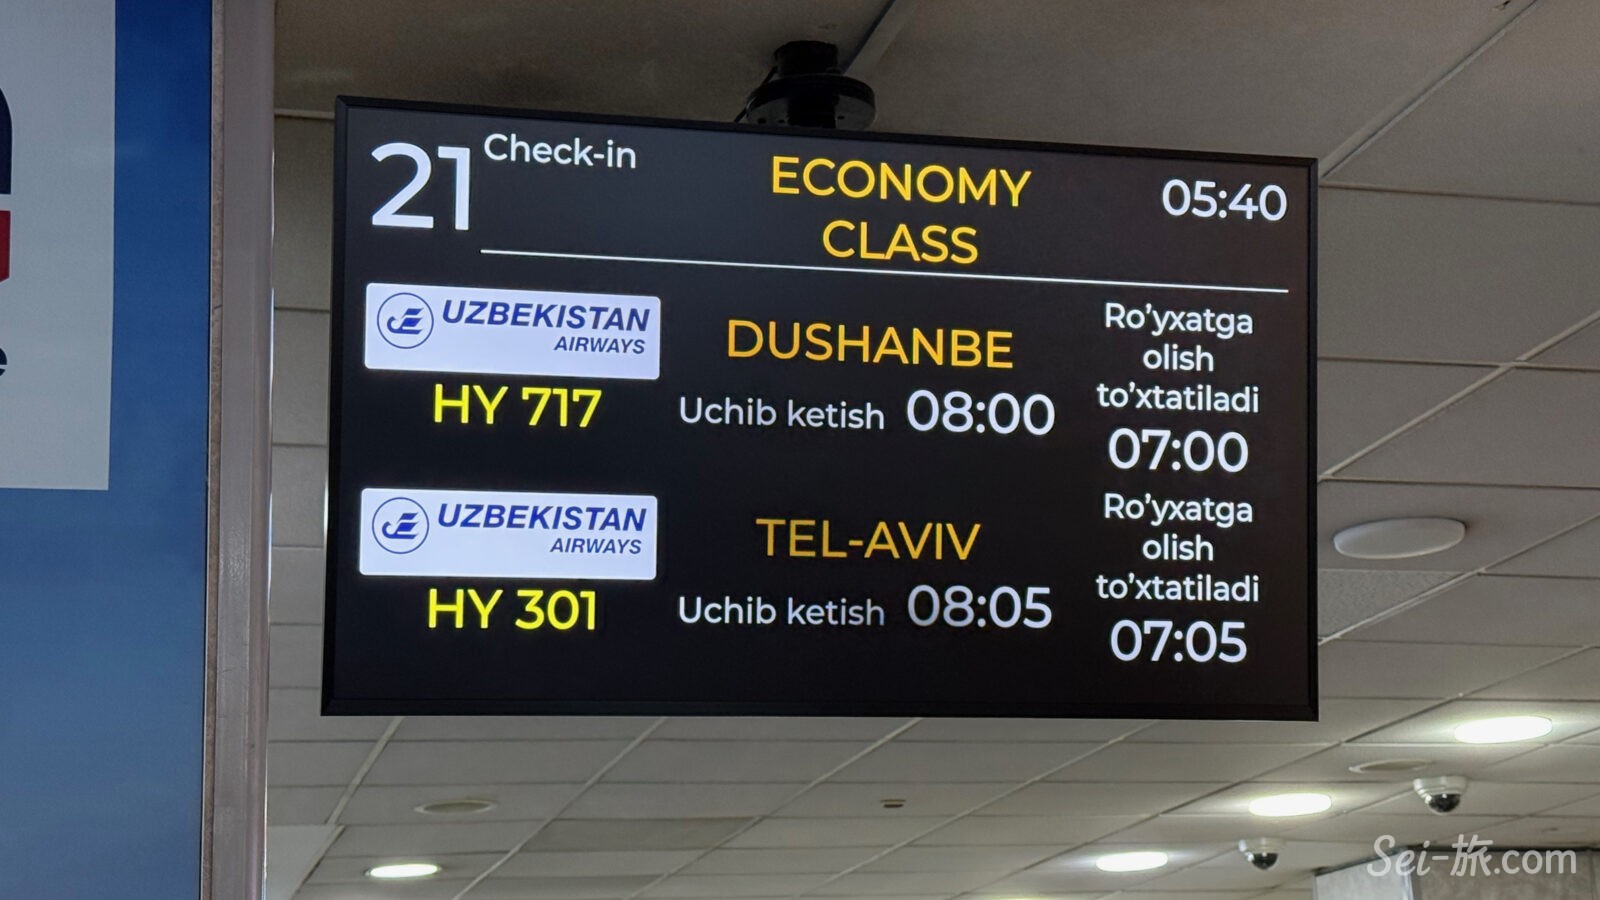 21 Check-in
ECONOMY
CLASS
05:40
UZBEKISTAN
AIRWAYS
HY 717
DUSHANBE
Uchib ketish 08:00
Ro’yxatga
olish
to’xtatiladi
07:00
UZBEKISTAN
AIRWAYS
HY 301
TEL-AVIV
Uchib ketish 08:05
Ro’yxatga
olish
to’xtatiladi
07:05
Sei-旅.com